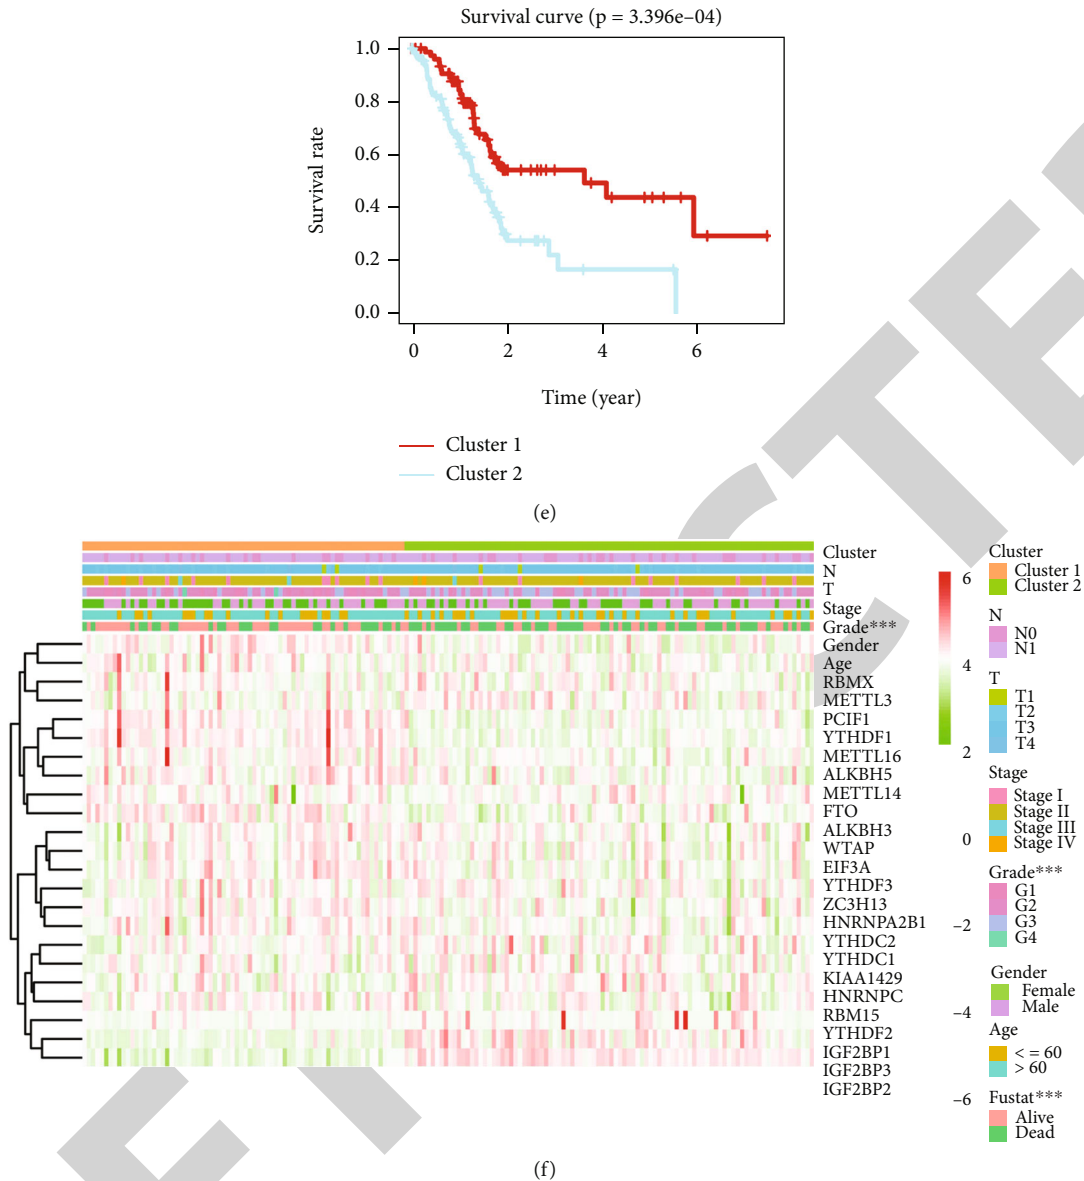 Survival curve (p = 3.396e–04)
1.0
0.8
0.6
0.4
0.2
0.0
Survival rate
0 2 4 6
Time (year)
Cluster 1
Cluster 2
(e)
Cluster
N
T
Stage
Grade***
Gender
Age
RBMX
METTL3
PCIF1
YTHDF1
METTL16
ALKBH5
METTL14
FTO
ALKBH3
WTAP
EIF3A
YTHDF3
ZC3H13
HNRNPA2B1
YTHDC2
YTHDC1
KIAA1429
HNRNPC
RBM15
YTHDF2
IGF2BP1
IGF2BP3
IGF2BP2
6
4
2
0
–2
–4
–6
Cluster
Cluster 1
Cluster 2
N
N0
N1
T
T1
T2
T3
T4
Stage
Stage I
Stage II
Stage III
Stage IV
Grade***
G1
G2
G3
G4
Gender
Female
Male
Age
< = 60
> 60
Fustat***
Alive
Dead
(f)